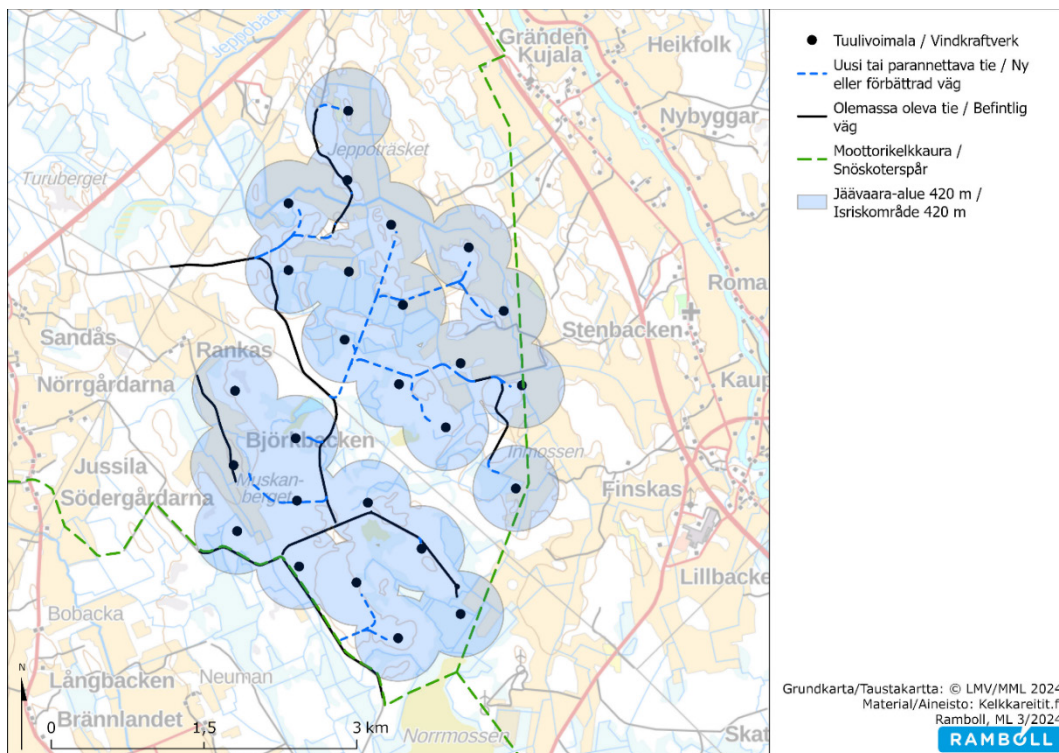 Jeppobäc
Gränden
Kujala
Heikfolk
Nybyggar
Jeppoträsket
Turuberget
Roma
Stenbacken
Sandås
Rankas
Nörrgårdarna
Kaup
Björkbacken
Inmossen
Jussila
Muskan-
berget
Södergårdarna
Finskas
Lillbacke
Bobacka
Neuman
Långbacken
Brännlandet
Norrmossen
Skat
N
0 1,5 3 km
Tuulivoimala / Vindkraftverk
Uusi tai parannettava tie / Ny
eller förbättrad väg
Olemassa oleva tie / Befintlig
väg
Moottorikelkkaura /
Snöskoterspår
Jäävaara-alue 420 m /
Isriskområde 420 m
Grundkarta/Taustakartta: © LMV/MML 2024
Material/Aineisto: Kelkkareitit.f
Ramboll, ML 3/2024
RAMBOLL